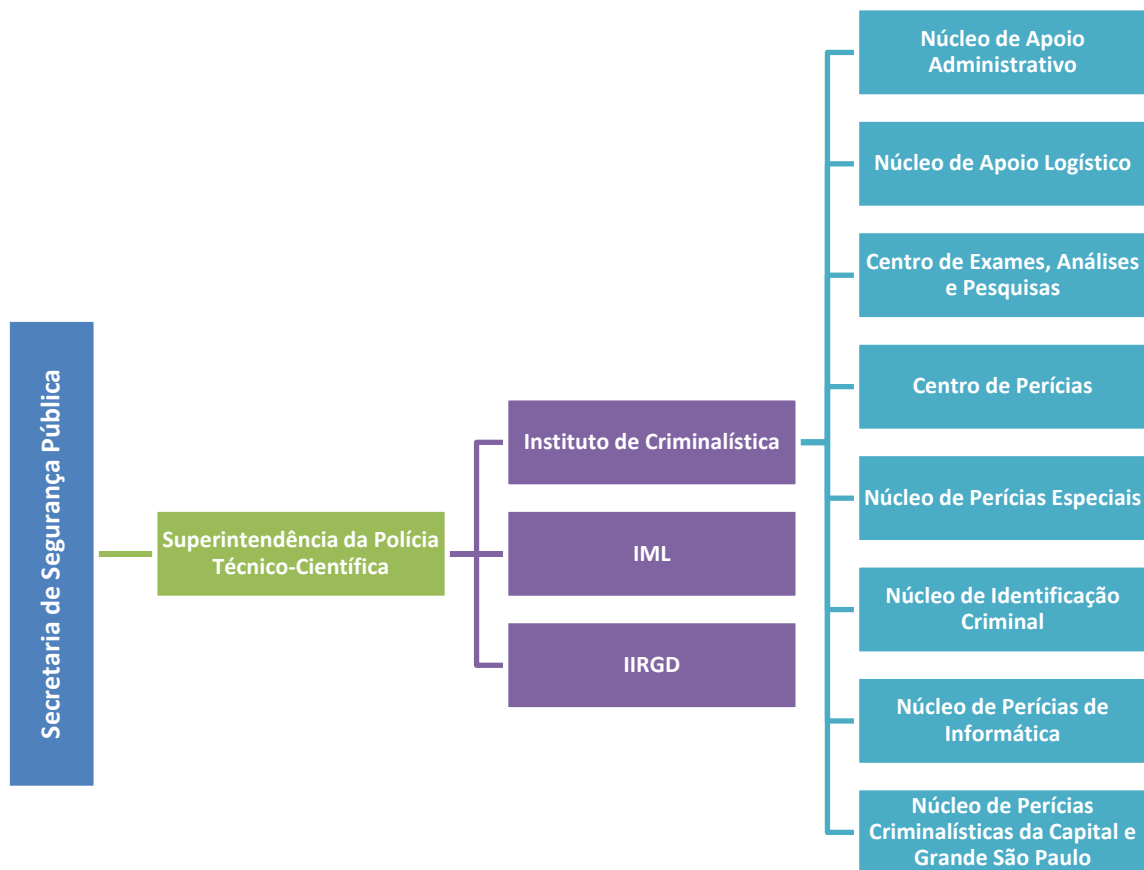 Secretaria de Segurança Pública
Superintendência da Polícia
Técnico-Científica
Instituto de Criminalística
IML
IIRGD
Núcleo de Apoio
Administrativo
Núcleo de Apoio Logístico
Centro de Exames, Análises
e Pesquisas
Centro de Perícias
Núcleo de Perícias Especiais
Núcleo de Identificação
Criminal
Núcleo de Perícias de
Informática
Núcleo de Perícias
Criminalísticas da Capital e
Grande São Paulo